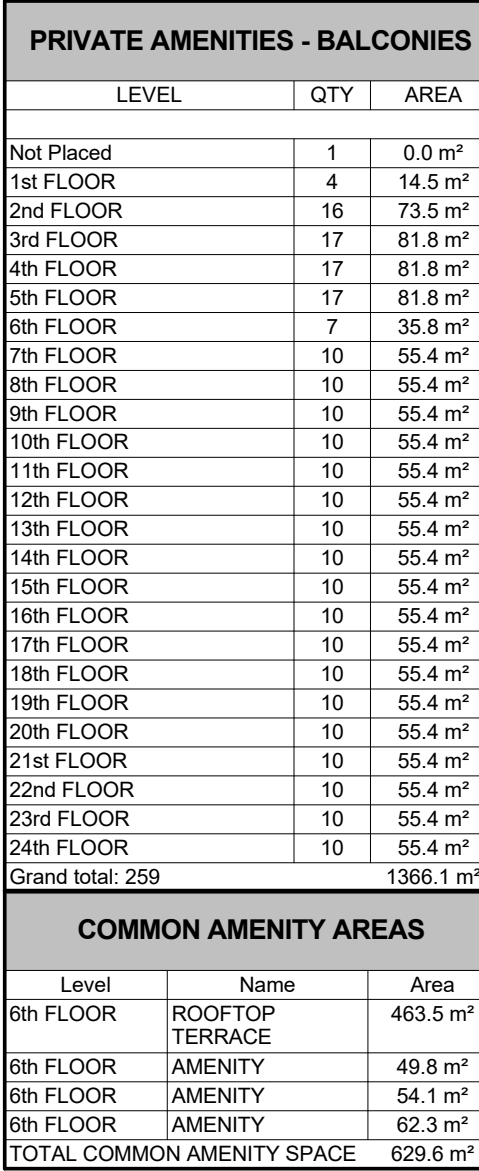 PRIVATE AMENITIES - BALCONIES
LEVEL QTY AREA
Not Placed 1 0.0 m²
1st FLOOR 4 14.5 m²
2nd FLOOR 16 73.5 m²
3rd FLOOR 17 81.8 m²
4th FLOOR 17 81.8 m²
5th FLOOR 17 81.8 m²
6th FLOOR 7 35.8 m²
7th FLOOR 10 55.4 m²
8th FLOOR 10 55.4 m²
9th FLOOR 10 55.4 m²
10th FLOOR 10 55.4 m²
11th FLOOR 10 55.4 m²
12th FLOOR 10 55.4 m²
13th FLOOR 10 55.4 m²
14th FLOOR 10 55.4 m²
15th FLOOR 10 55.4 m²
16th FLOOR 10 55.4 m²
17th FLOOR 10 55.4 m²
18th FLOOR 10 55.4 m²
19th FLOOR 10 55.4 m²
20th FLOOR 10 55.4 m²
21st FLOOR 10 55.4 m²
22nd FLOOR 10 55.4 m²
23rd FLOOR 10 55.4 m²
24th FLOOR 10 55.4 m²
Grand total: 259 1366.1 m²
COMMON AMENITY AREAS
Level Name Area
6th FLOOR ROOFTOP 463.5 m²
TERRACE
6th FLOOR AMENITY 49.8 m²
6th FLOOR AMENITY 54.1 m²
6th FLOOR AMENITY 62.3 m²
TOTAL COMMON AMENITY SPACE 629.6 m²